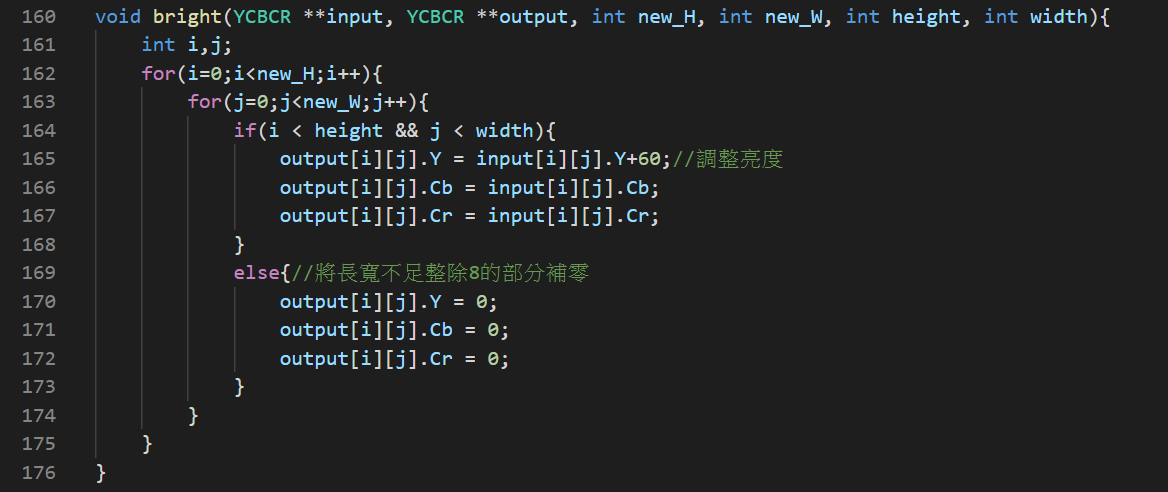 160 void bright(YCBCR **input, YCBCR **output, int new_H, int new_W, int height, int width){
161     int i,j;
162     for(i=0;i<new_H;i++){
163         for(j=0;j<new_W;j++){
164             if(i < height && j < width){
165                 output[i][j].Y = input[i][j].Y+60;//調整亮度
166                 output[i][j].Cb = input[i][j].Cb;
167                 output[i][j].Cr = input[i][j].Cr;
168             }
169             else{//將長寬不足整除8的部分補零
170                 output[i][j].Y = 0;
171                 output[i][j].Cb = 0;
172                 output[i][j].Cr = 0;
173             }
174         }
175     }
176 }